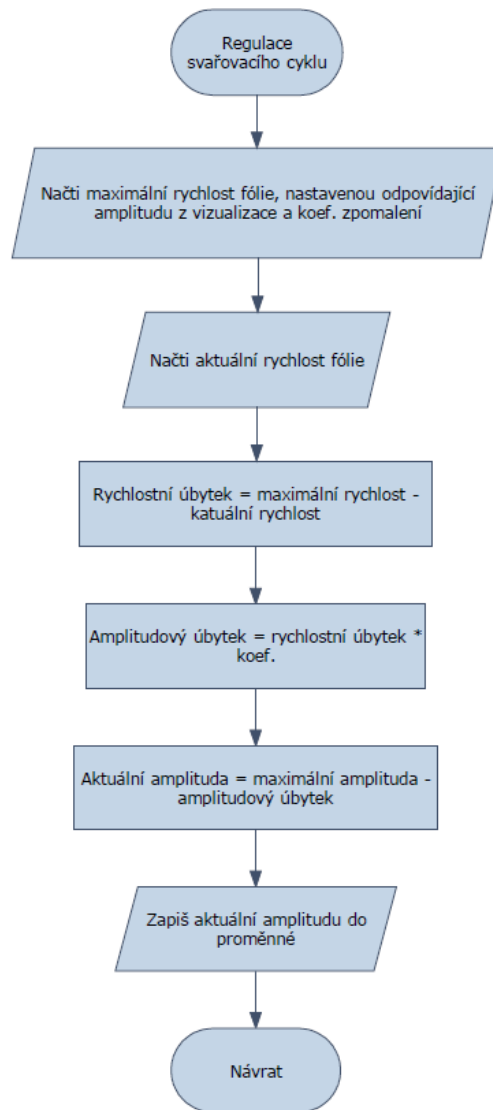 Regulace
svařovacího cyklu
Načti maximální rychlost fólie, nastavenou odpovídající
amplitudu z vizualizace a koef. zpomalení
Načti aktuální rychlost fólie
Rychlostní úbytek = maximální rychlost -
katuální rychlost
Amplitudový úbytek = rychlostní úbytek *
koef.
Aktuální amplituda = maximální amplituda -
amplitudový úbytek
Zapiš aktuální amplitudu do
proměnné
Návrat